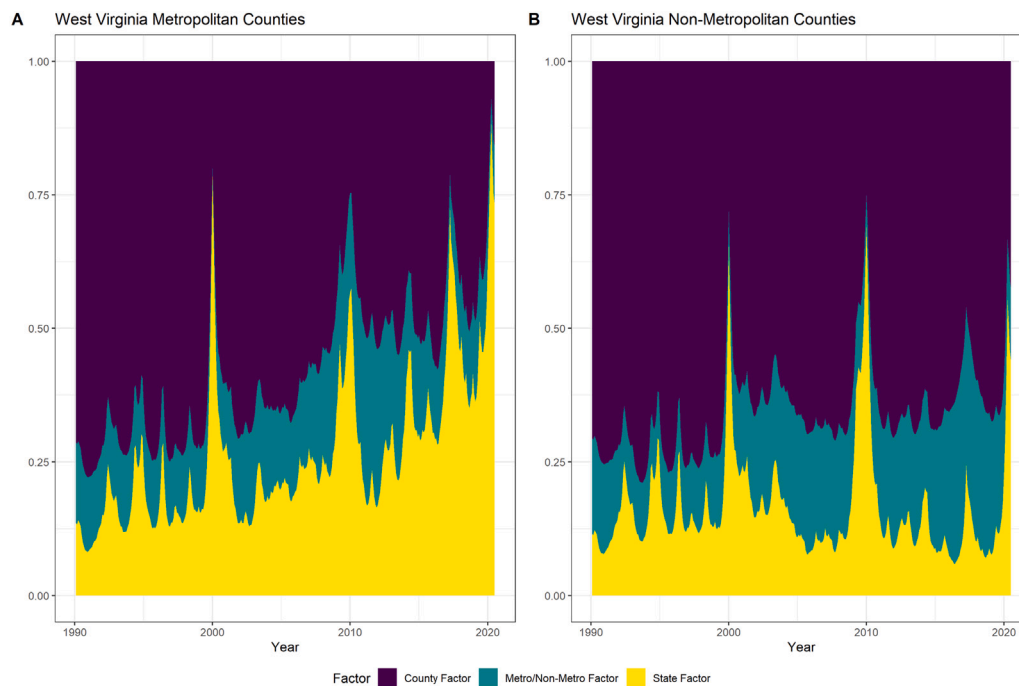 A West Virginia Metropolitan Counties
1.00
0.75
0.50
0.25
0.00
1990 2000 2010 2020
Year
B West Virginia Non-Metropolitan Counties
1.00
0.75
0.50
0.25
0.00
1990 2000 2010 2020
Year
Factor County Factor Metro/Non-Metro Factor State Factor